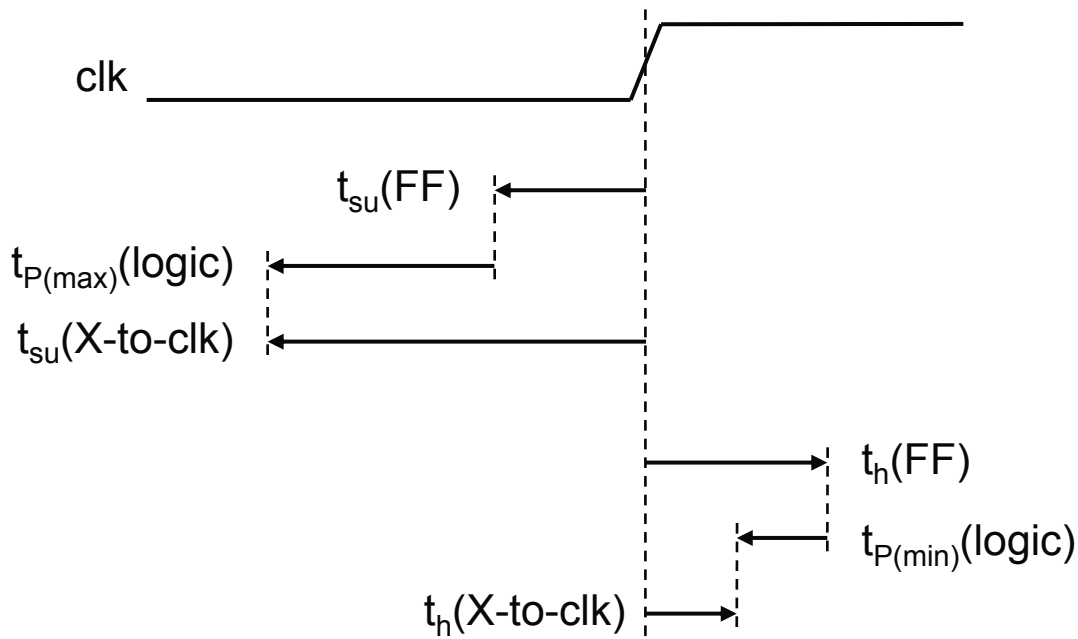 clk
t_su(FF)
t_P(max)(logic)
t_su(X-to-clk)
t_h(FF)
t_P(min)(logic)
t_h(X-to-clk)